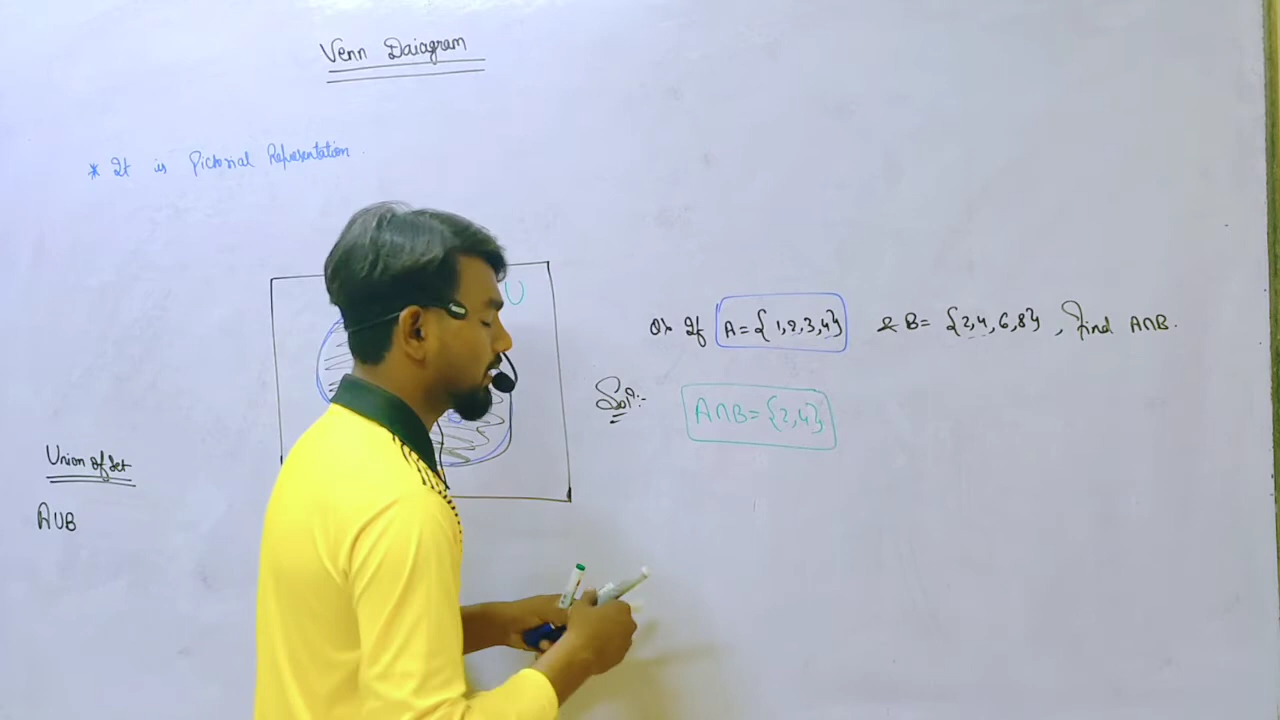 Venn Daiagram
* It is Pictorial Representation.
U
If A = { 1, 2, 3, 4 } & B = { 2, 4, 6, 8 } , Find A∩B.
Sol:-
A∩B = {2,4}
Union of Set
A∪B